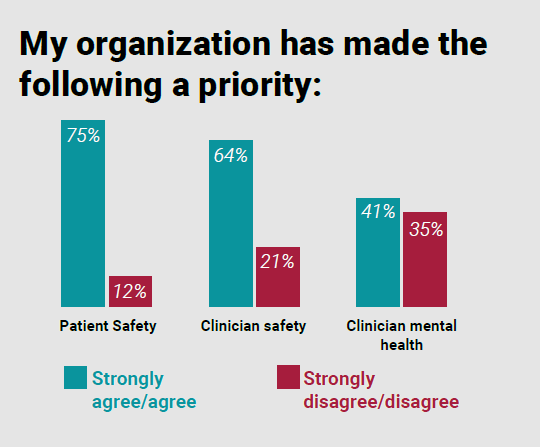 My organization has made the
following a priority:
75%
12%
64%
21%
41%
35%
Patient Safety
Clinician safety
Clinician mental
health
Strongly
agree/agree
Strongly
disagree/disagree